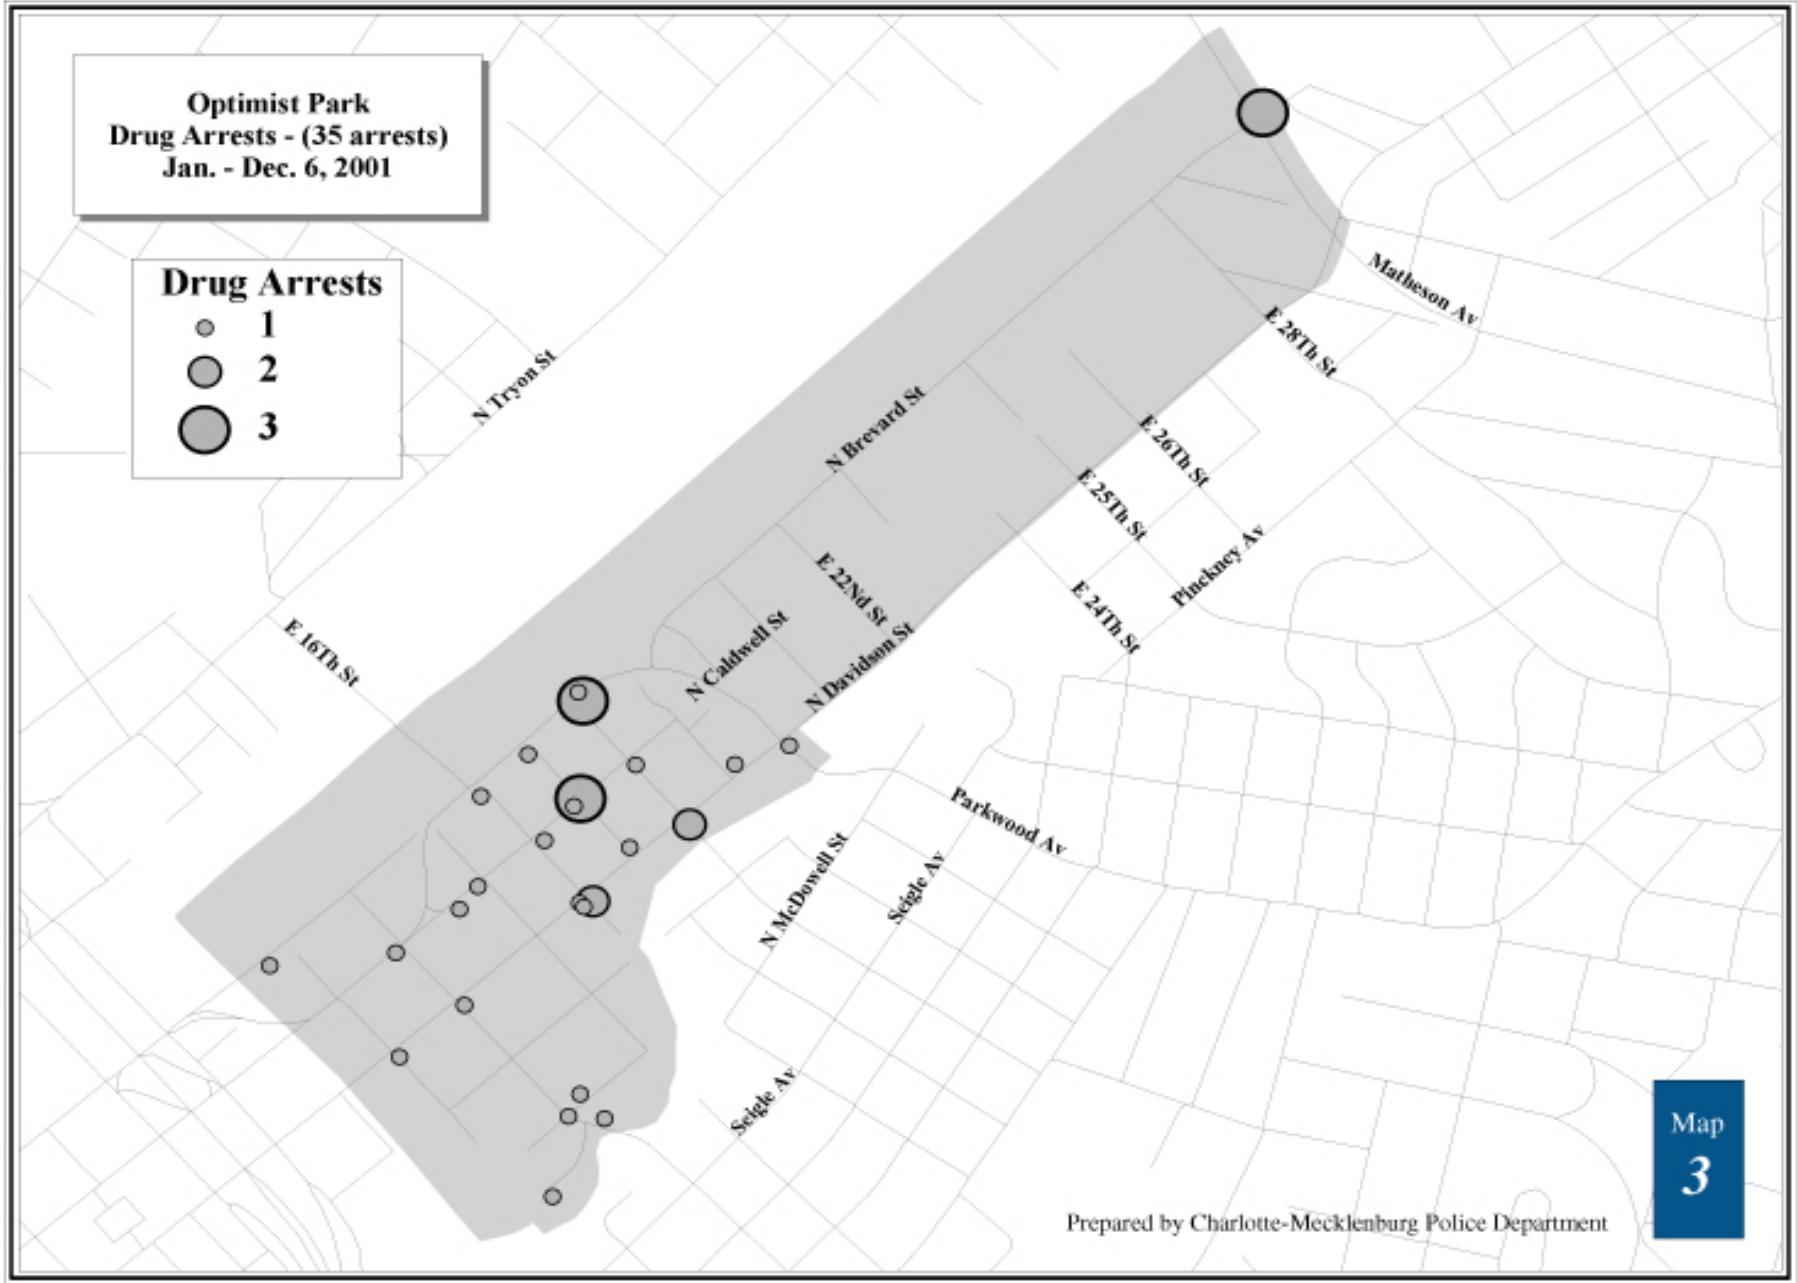 Optimist Park
Drug Arrests - (35 arrests)
Jan. - Dec. 6, 2001
Drug Arrests
1
2
3
N Tryon St
Matheson Av
E 28Th St
N Brevard St
E 26Th St
E 25Th St
Pinckney Av
E 22Nd St
E 24Th St
E 16Th St
N Caldwell St
N Davidson St
Parkwood Av
N McDowell St
Seigle Av
Seigle Av
Map
3
Prepared by Charlotte-Mecklenburg Police Department